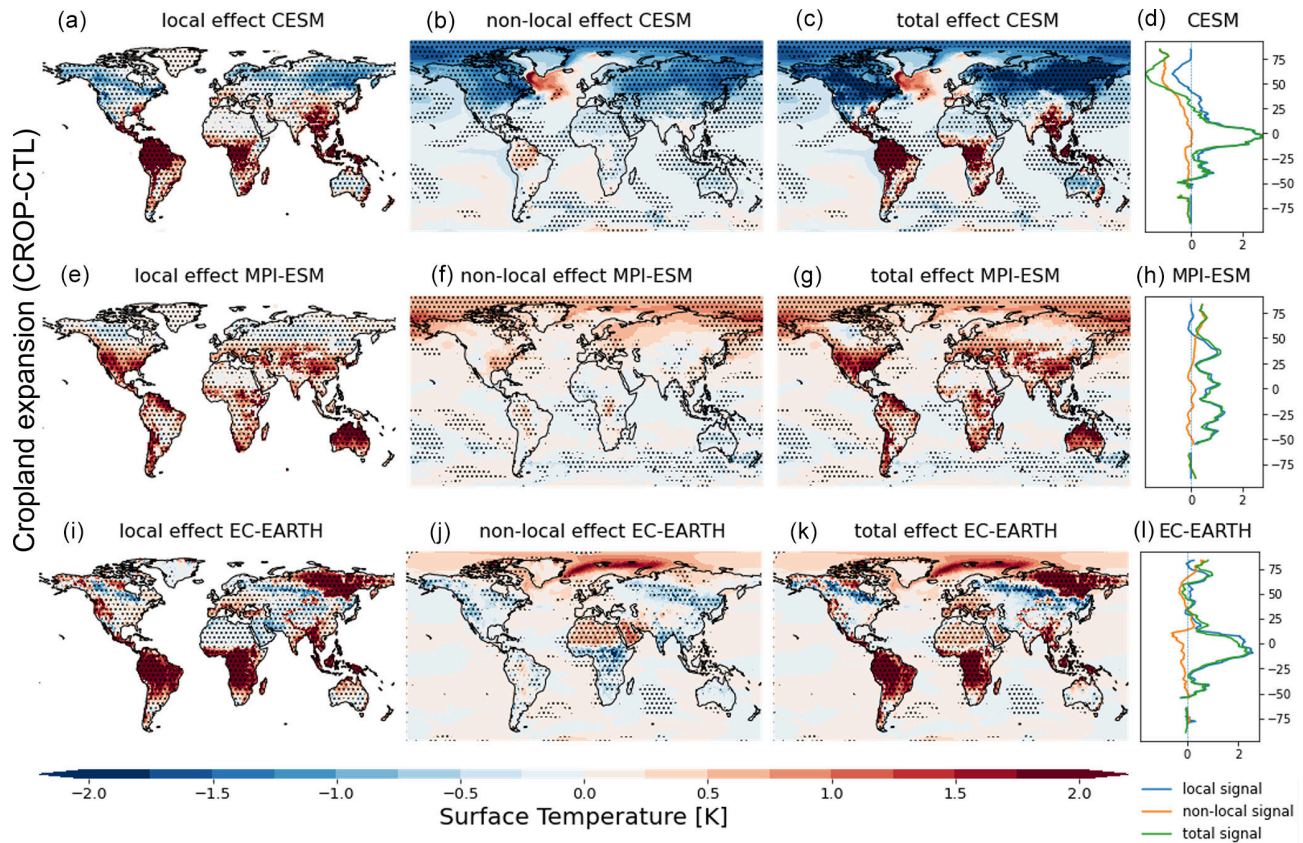 Cropland expansion (CROP-CTL)
(a) local effect CESM
(b) non-local effect CESM
(c) total effect CESM
(d) CESM
75
50
25
0
−25
−50
−75
0 2
(e) local effect MPI-ESM
(f) non-local effect MPI-ESM
(g) total effect MPI-ESM
(h) MPI-ESM
75
50
25
0
−25
−50
−75
0 2
(i) local effect EC-EARTH
(j) non-local effect EC-EARTH
(k) total effect EC-EARTH
(l) EC-EARTH
75
50
25
0
−25
−50
−75
0 2
−2.0 −1.5 −1.0 −0.5 0.0 0.5 1.0 1.5 2.0
Surface Temperature [K]
local signal
non-local signal
total signal